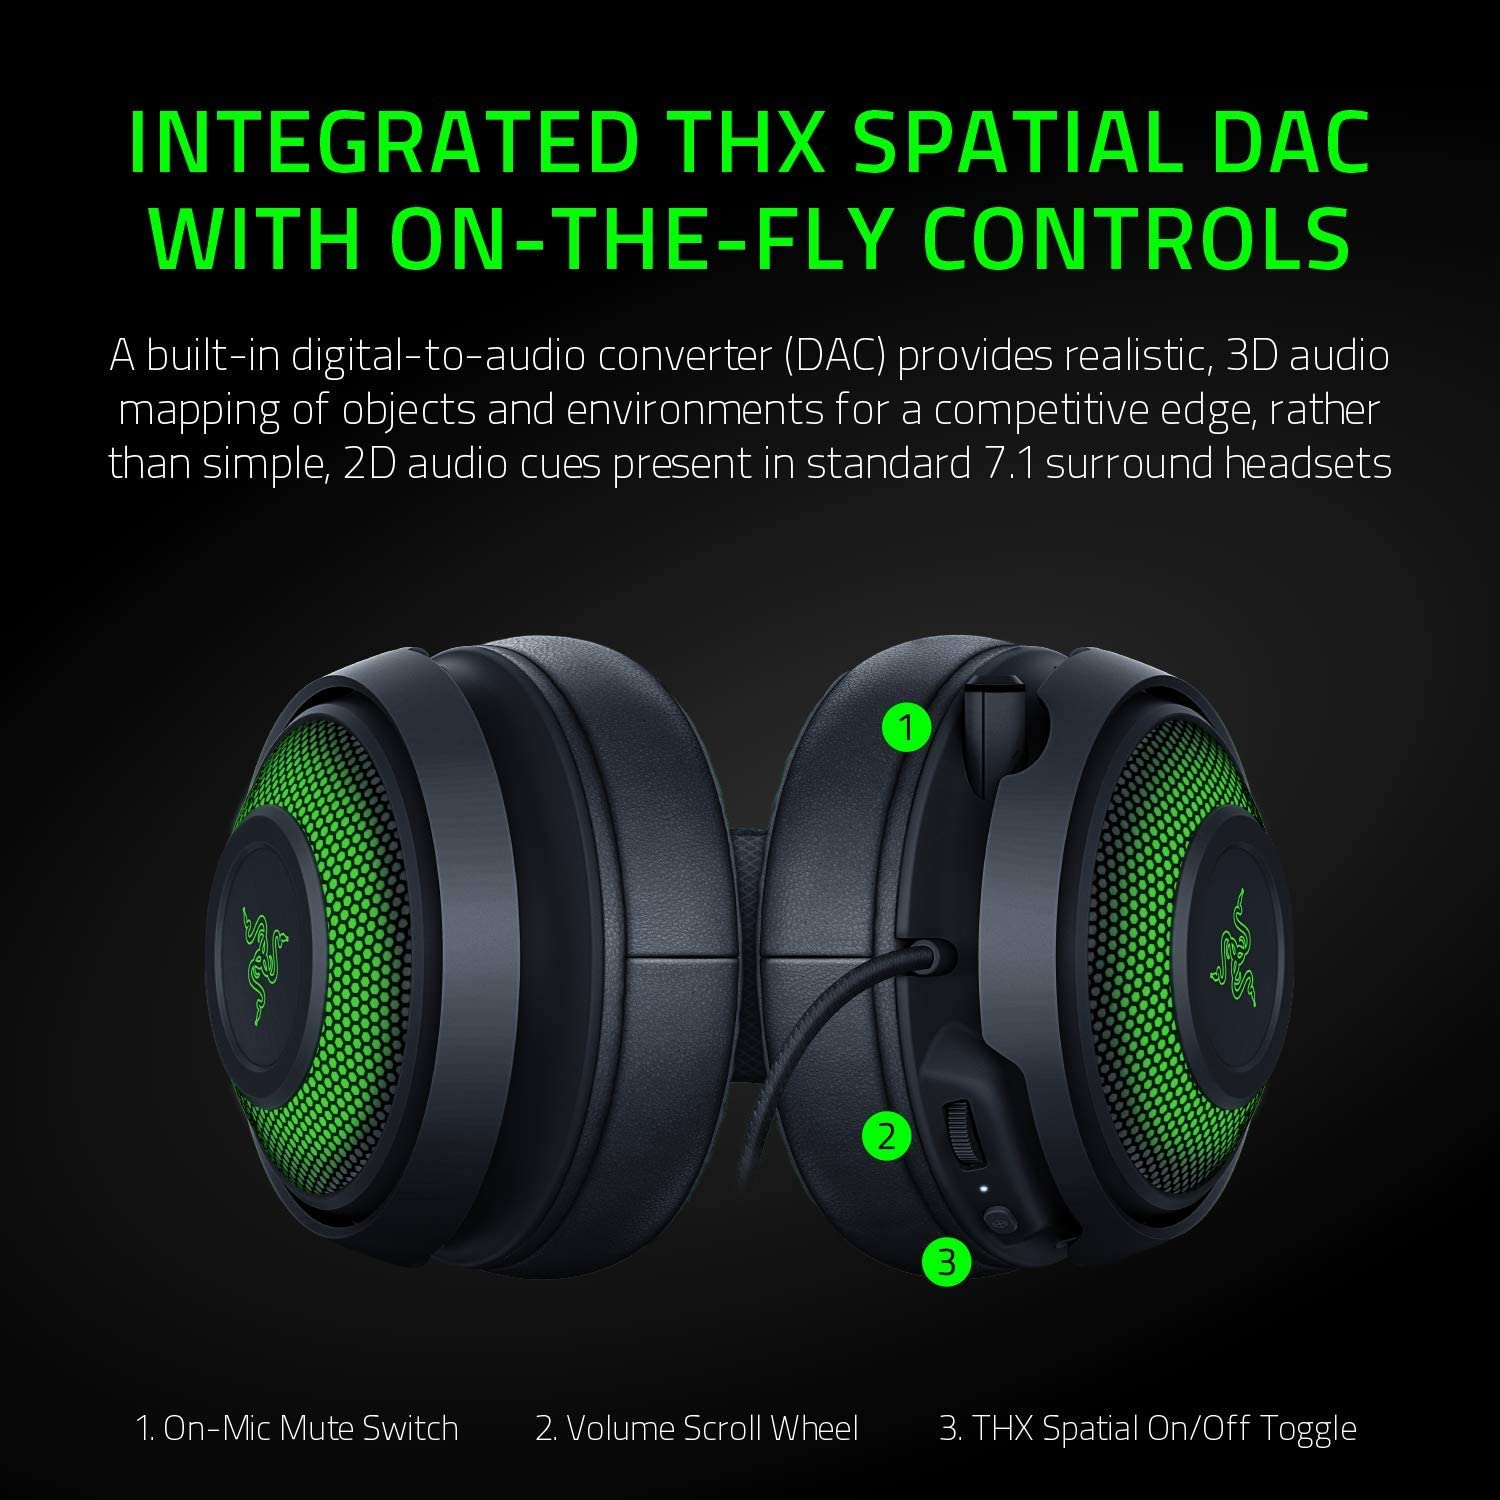 INTEGRATED THX SPATIAL DAC
WITH ON-THE-FLY CONTROLS
A built-in digital-to-audio converter (DAC) provides realistic, 3D audio
mapping of objects and environments for a competitive edge, rather
than simple, 2D audio cues present in standard 7.1 surround headsets
1
2
3
1. On-Mic Mute Switch
2. Volume Scroll Wheel
3. THX Spatial On/Off Toggle